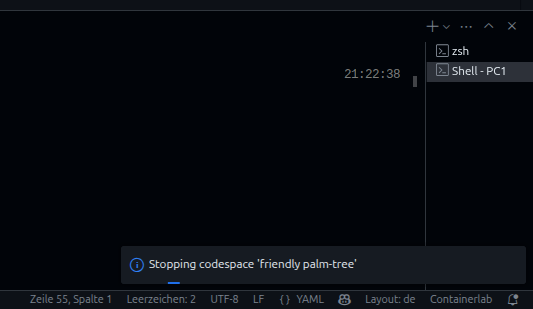 zsh
21:22:38
Shell - PC1
Stopping codespace 'friendly palm-tree'
Zeile 55, Spalte 1 Leerzeichen: 2 UTF-8 LF {} YAML Layout: de Containerlab